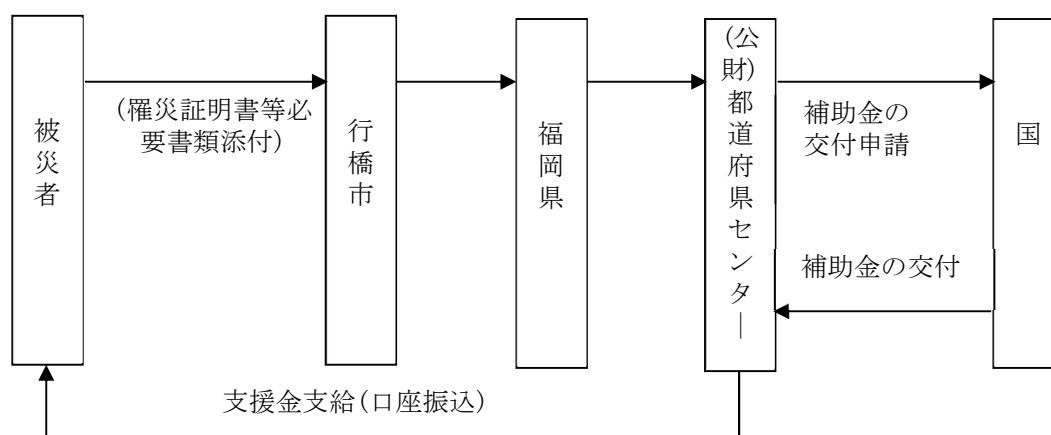 被災者
(罹災証明書等必
要書類添付)
行橋市
福岡県
(公財)都道府県センター
補助金の
交付申請
国
補助金の交付
支援金支給(口座振込)